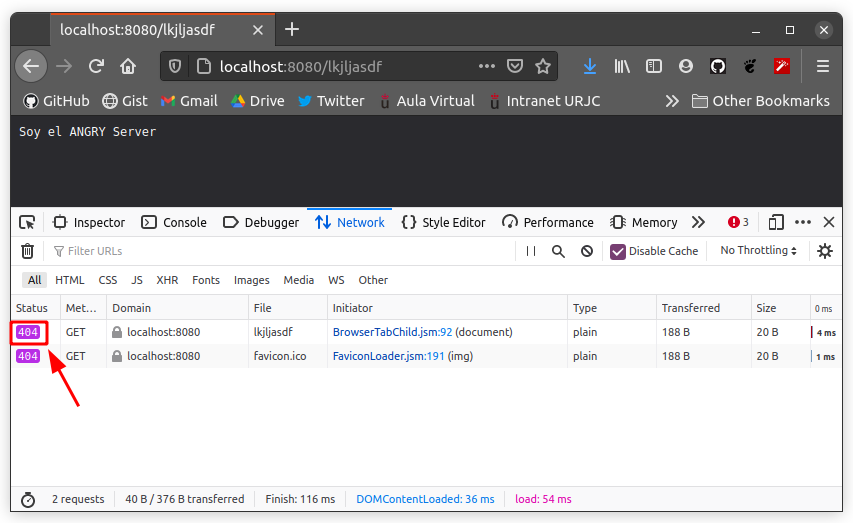 localhost:8080/lkjljasdf
localhost:8080/lkjljasdf
GitHub Gist Gmail Drive Twitter Aula Virtual Intranet URJC Other Bookmarks
Soy el ANGRY Server
Inspector Console Debugger Network Style Editor Performance Memory 3
Filter URLs Disable Cache No Throttling
All HTML CSS JS XHR Fonts Images Media WS Other
Status Met… Domain File Initiator Type Transferred Size 0 ms
404 GET localhost:8080 lkjljasdf BrowserTabChild.jsm:92 (document) plain 188 B 20 B 4 ms
404 GET localhost:8080 favicon.ico FaviconLoader.jsm:191 (img) plain 188 B 20 B 1 ms
2 requests 40 B / 376 B transferred Finish: 116 ms DOMContentLoaded: 36 ms load: 54 ms